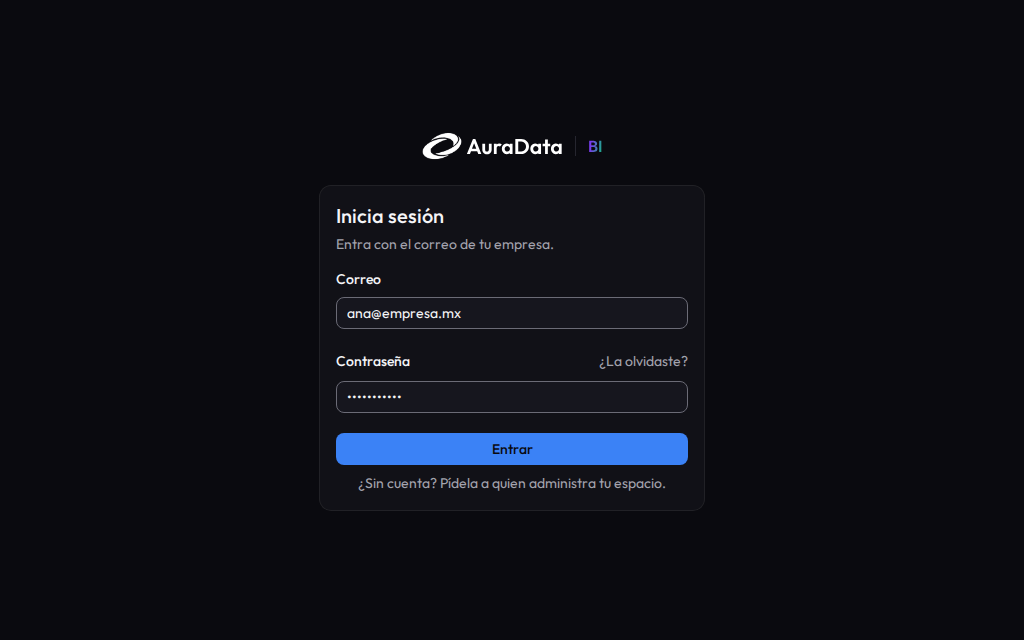 AuraData | BI
Inicia sesión
Entra con el correo de tu empresa.
Correo
ana@empresa.mx
Contraseña ¿La olvidaste?
•••••••••••
Entrar
¿Sin cuenta? Pídela a quien administra tu espacio.